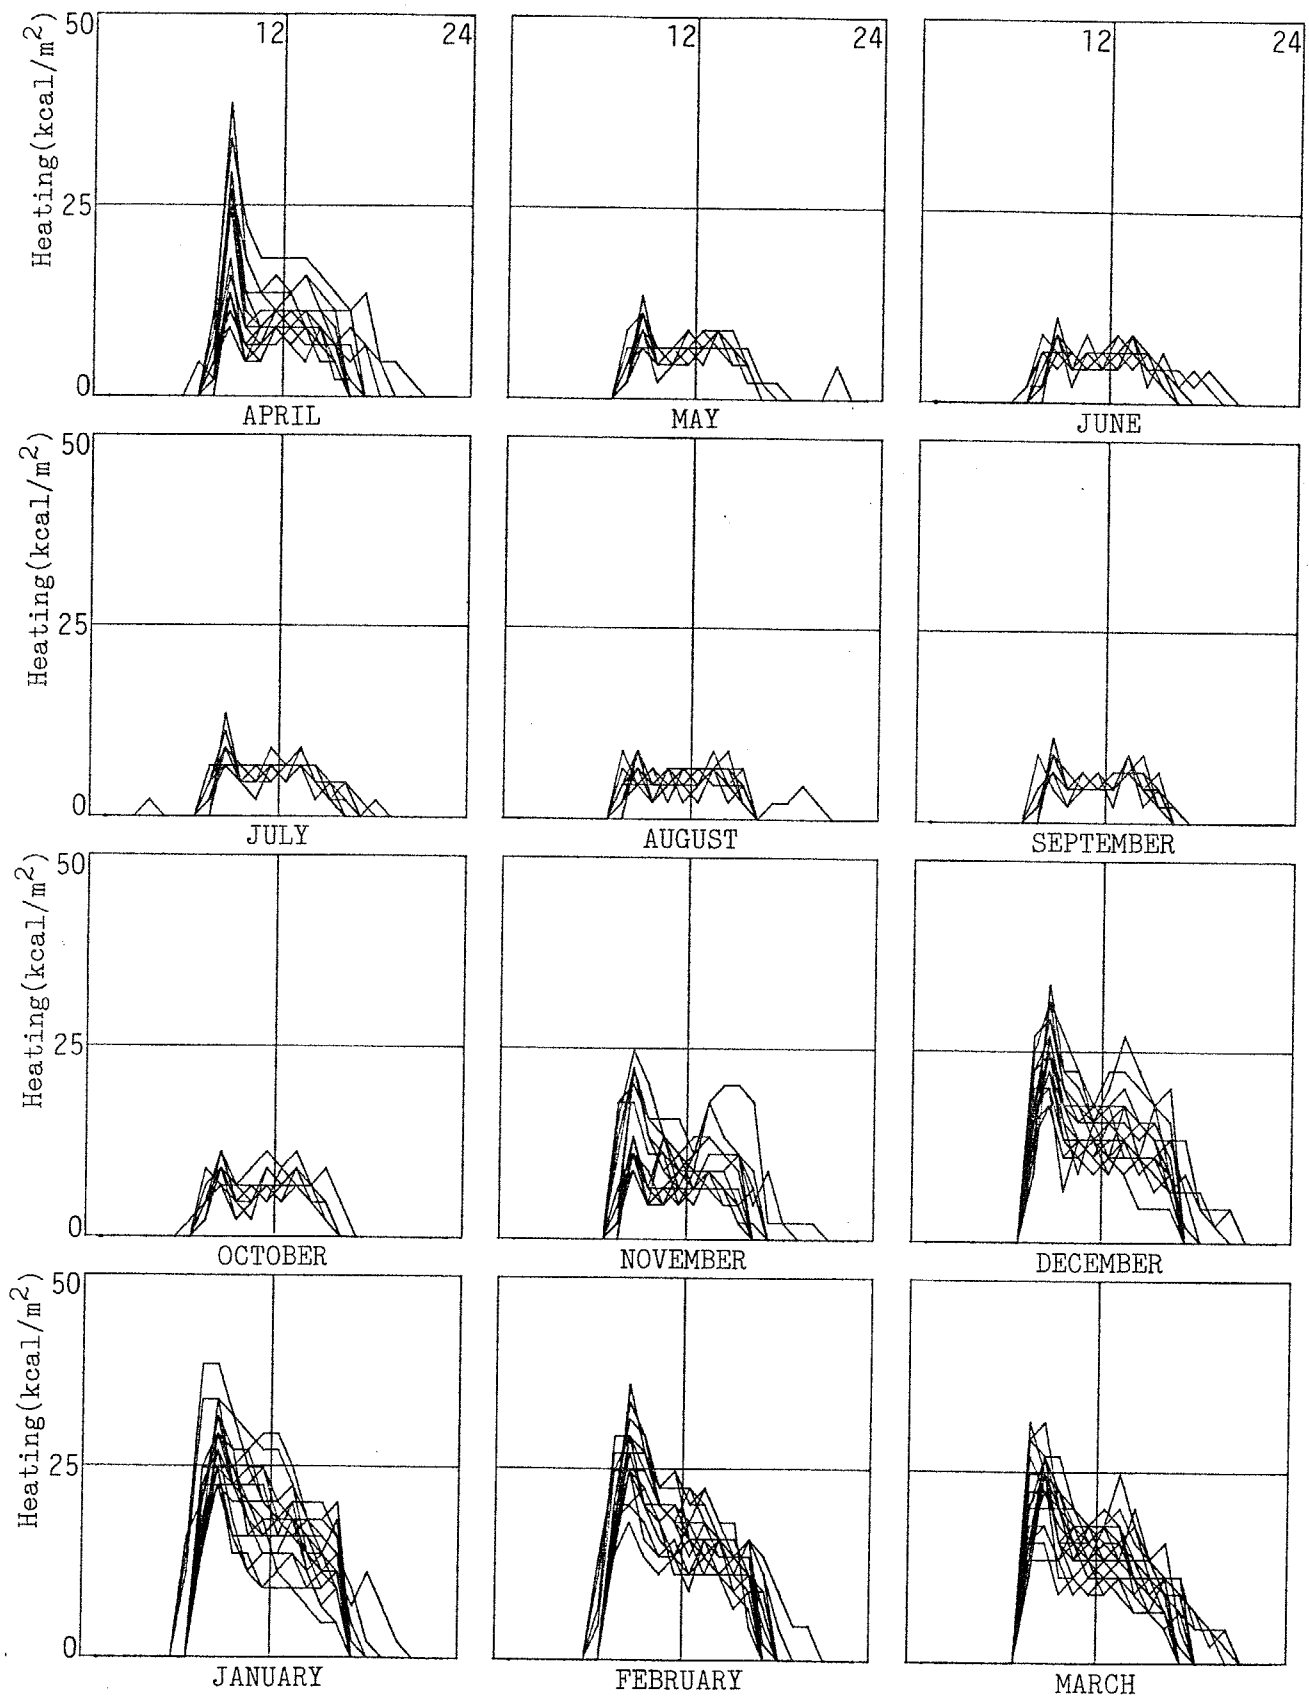 Heating(kcal/m²)
50
25
0
12
24
12
24
12
24
APRIL
MAY
JUNE
Heating(kcal/m²)
50
25
0
JULY
AUGUST
SEPTEMBER
Heating(kcal/m²)
50
25
0
OCTOBER
NOVEMBER
DECEMBER
Heating(kcal/m²)
50
25
0
JANUARY
FEBRUARY
MARCH